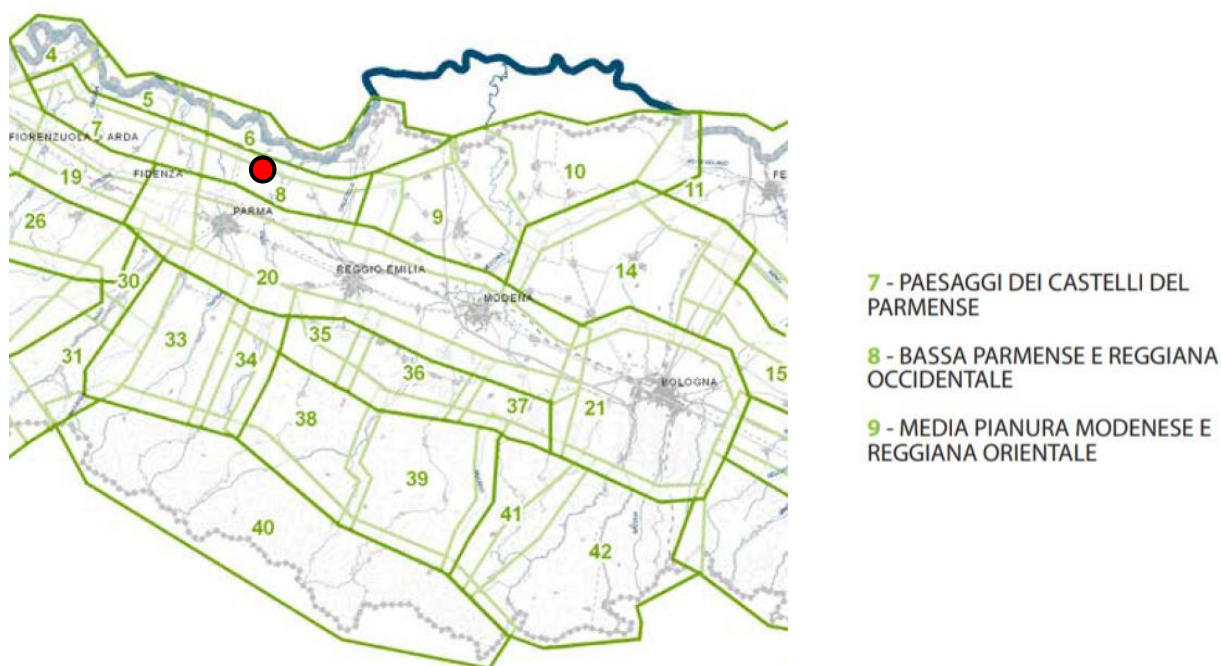 4
5
6
7
FIORENZUOLA D'ARDA
8
FIDENZA
19
PARMA
9
10
11
FE
26
20
REGGIO EMILIA
14
MODENA
30
31
33
34
35
36
37
21
BOLOGNA
15
38
39
40
41
42
7 - PAESAGGI DEI CASTELLI DEL
PARMENSE
8 - BASSA PARMENSE E REGGIANA
OCCIDENTALE
9 - MEDIA PIANURA MODENESE E
REGGIANA ORIENTALE